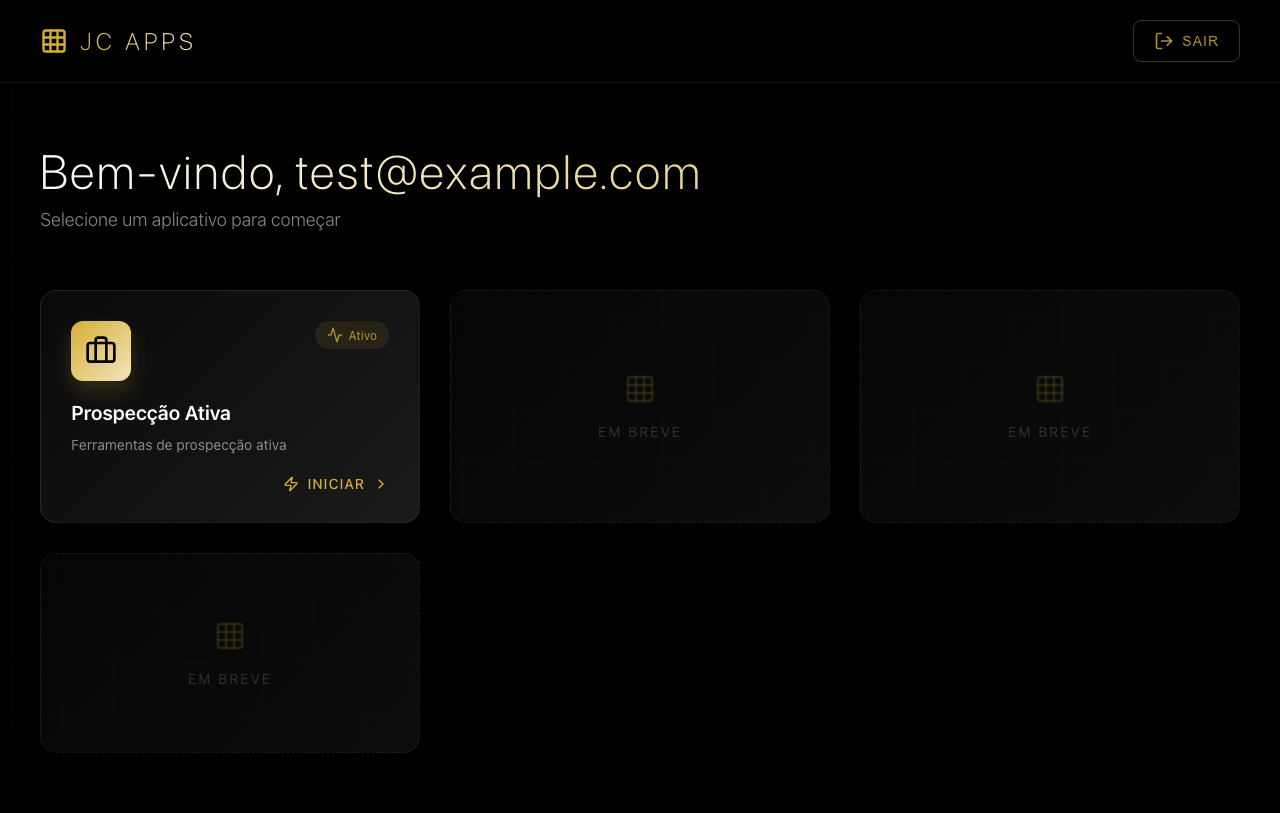 JC APPS
SAIR
Bem-vindo, test@example.com
Selecione um aplicativo para começar
Ativo
Prospecção Ativa
Ferramentas de prospecção ativa
INICIAR
EM BREVE
EM BREVE
EM BREVE